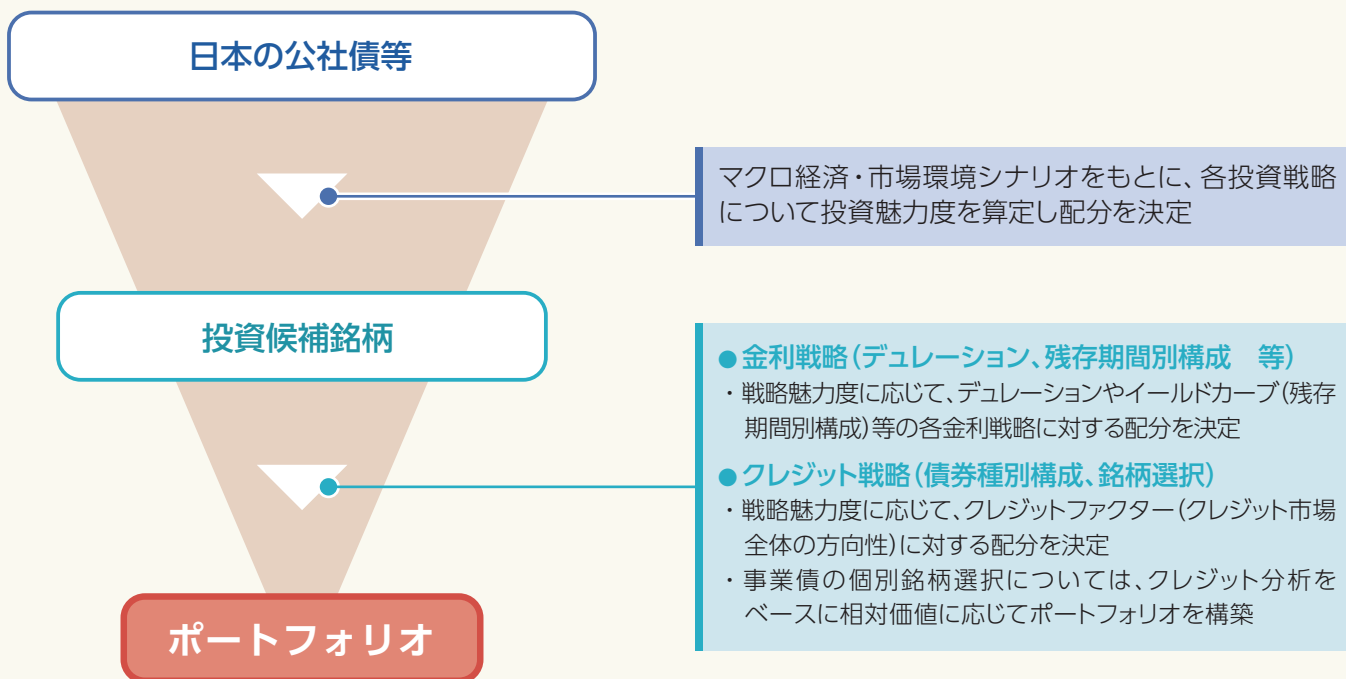 日本の公社債等
マクロ経済・市場環境シナリオをもとに、各投資戦略
について投資魅力度を算定し配分を決定
投資候補銘柄
●金利戦略(デュレーション、残存期間別構成　等)
・戦略魅力度に応じて、デュレーションやイールドカーブ(残存
期間別構成)等の各金利戦略に対する配分を決定
●クレジット戦略(債券種別構成、銘柄選択)
・戦略魅力度に応じて、クレジットファクター(クレジット市場
全体の方向性)に対する配分を決定
・事業債の個別銘柄選択については、クレジット分析を
ベースに相対価値に応じてポートフォリオを構築
ポートフォリオ